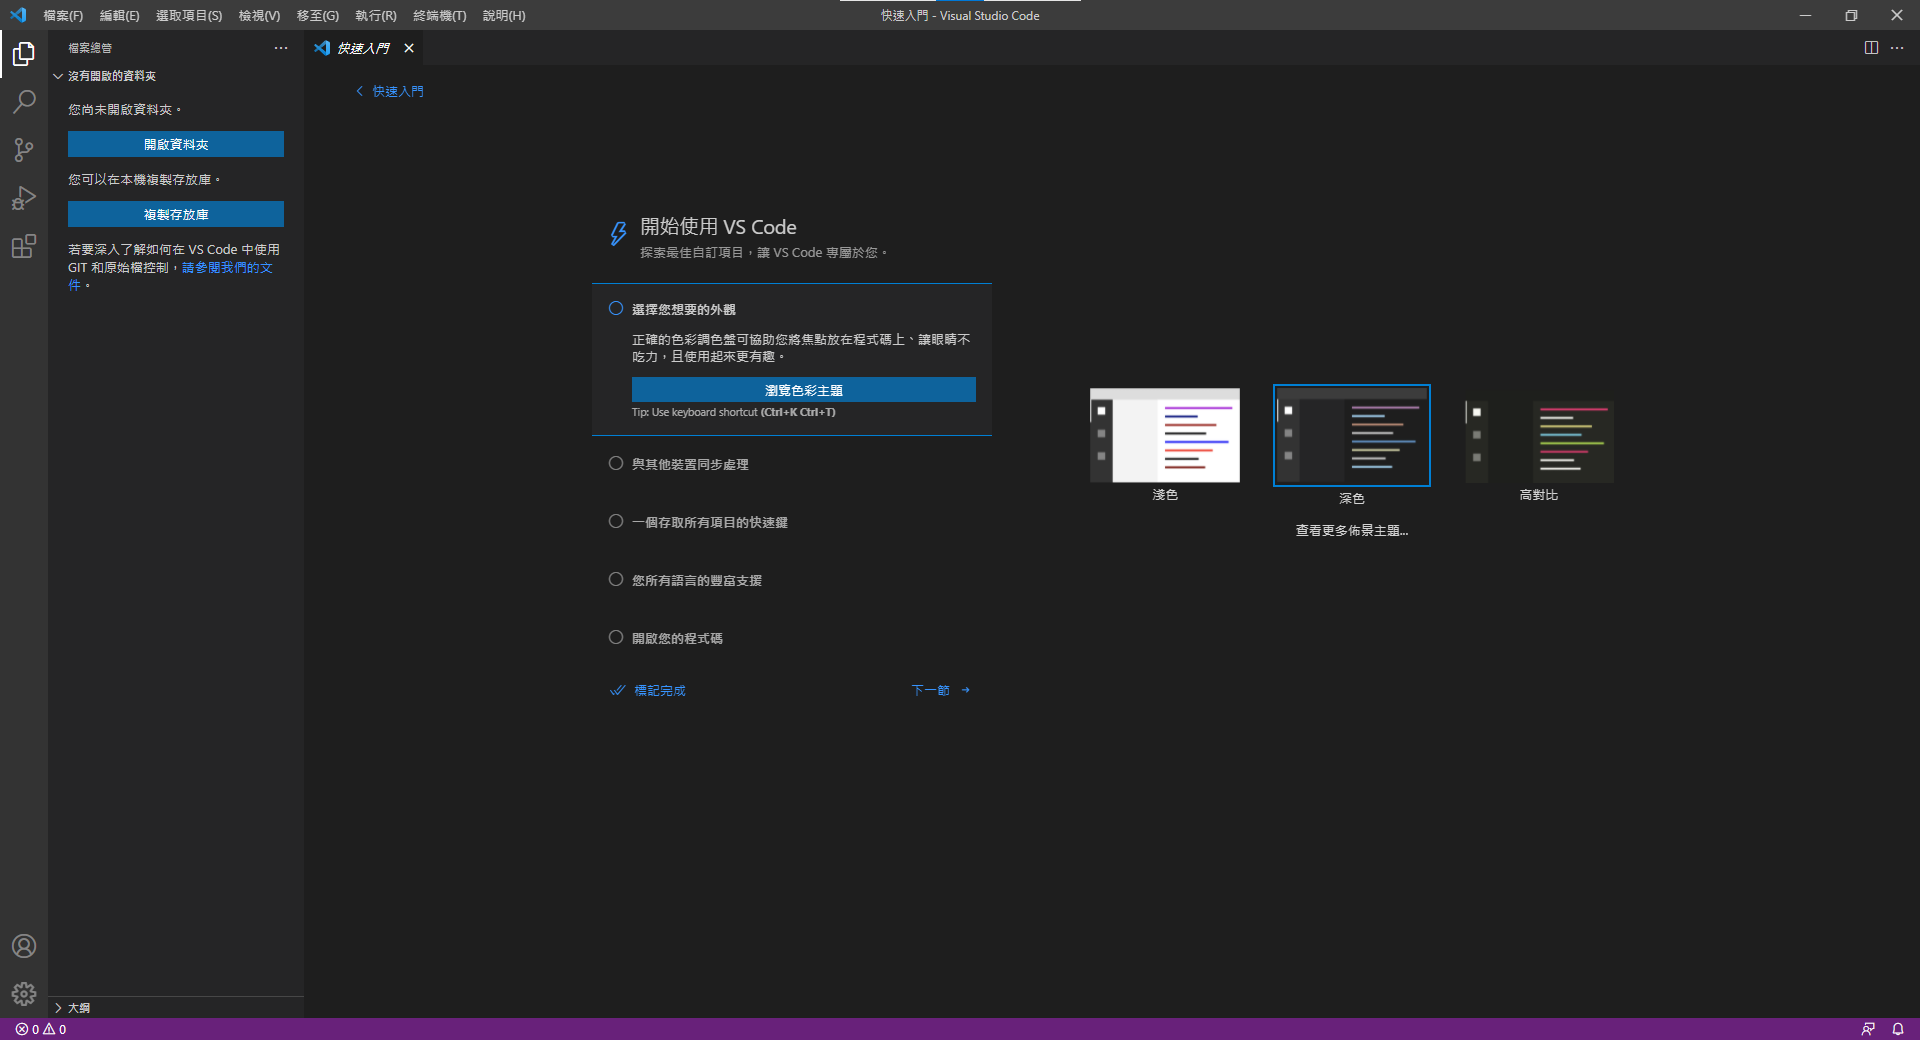 檔案(F) 編輯(E) 選取項目(S) 檢視(V) 移至(G) 執行(R) 終端機(T) 說明(H)
快速入門 - Visual Studio Code
檔案總管
快速入門
沒有開啟的資料夾
您尚未開啟資料夾。
開啟資料夾
您可以在本機複製存放庫。
複製存放庫
若要深入了解如何在 VS Code 中使用
GIT 和原始檔控制，請參閱我們的文
件。
快速入門
開始使用 VS Code
探索最佳自訂項目，讓 VS Code 專屬於您。
選擇您想要的外觀
正確的色彩調色盤可協助您將焦點放在程式碼上、讓眼睛不
吃力，且使用起來更有趣。
瀏覽色彩主題
Tip: Use keyboard shortcut (Ctrl+K Ctrl+T)
與其他裝置同步處理
一個存取所有項目的快速鍵
您所有語言的豐富支援
開啟您的程式碼
標記完成
下一節
淺色
深色
高對比
查看更多佈景主題...
大綱
0 0